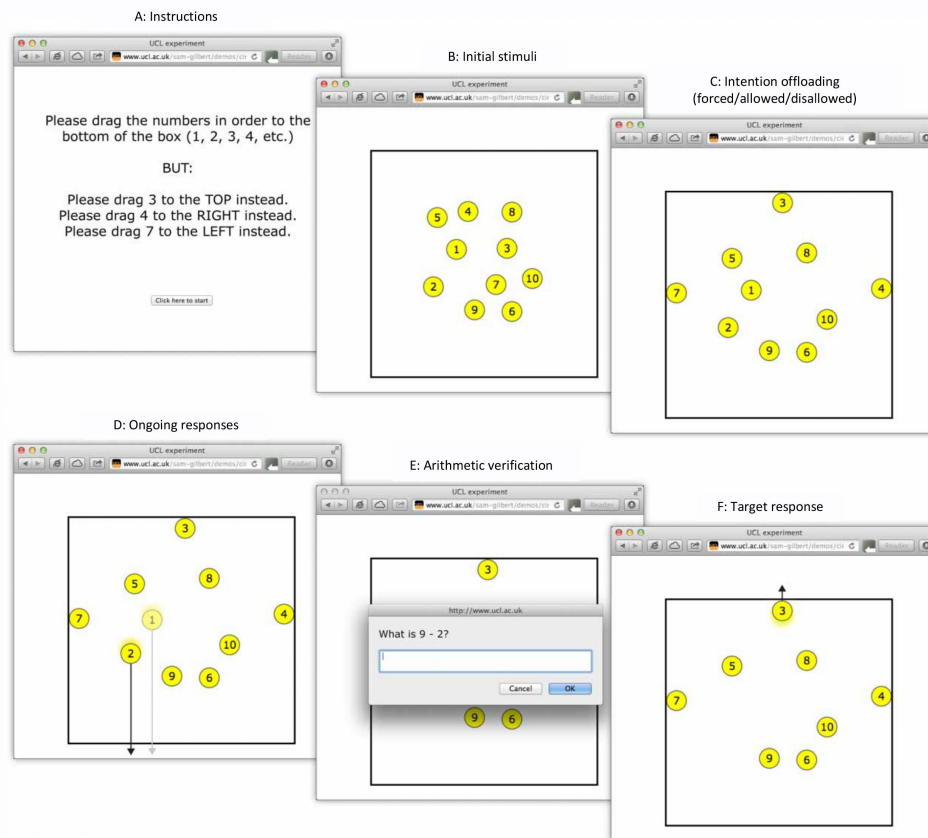 A: Instructions
UCL experiment
www.ucl.ac.uk/sam-gilbert/demos/cir
Reader
Please drag the numbers in order to the
bottom of the box (1, 2, 3, 4, etc.)
BUT:
Please drag 3 to the TOP instead.
Please drag 4 to the RIGHT instead.
Please drag 7 to the LEFT instead.
Click here to start
B: Initial stimuli
UCL experiment
www.ucl.ac.uk/sam-gilbert/demos/cir
Reader
5 4 8
1 3
2 7 10
9 6
C: Intention offloading
(forced/allowed/disallowed)
UCL experiment
www.ucl.ac.uk/sam-gilbert/demos/cir
Reader
3
5 8
7 1 4
2 10
9 6
D: Ongoing responses
UCL experiment
www.ucl.ac.uk/sam-gilbert/demos/cir
Reader
3
5 8
7 1 4
2 10
9 6
E: Arithmetic verification
UCL experiment
www.ucl.ac.uk/sam-gilbert/demos/cir
Reader
3
http://www.ucl.ac.uk
What is 9 - 2?
Cancel OK
9 6
F: Target response
UCL experiment
www.ucl.ac.uk/sam-gilbert/demos/cir
Reader
3
5 8
7 4
10
9 6